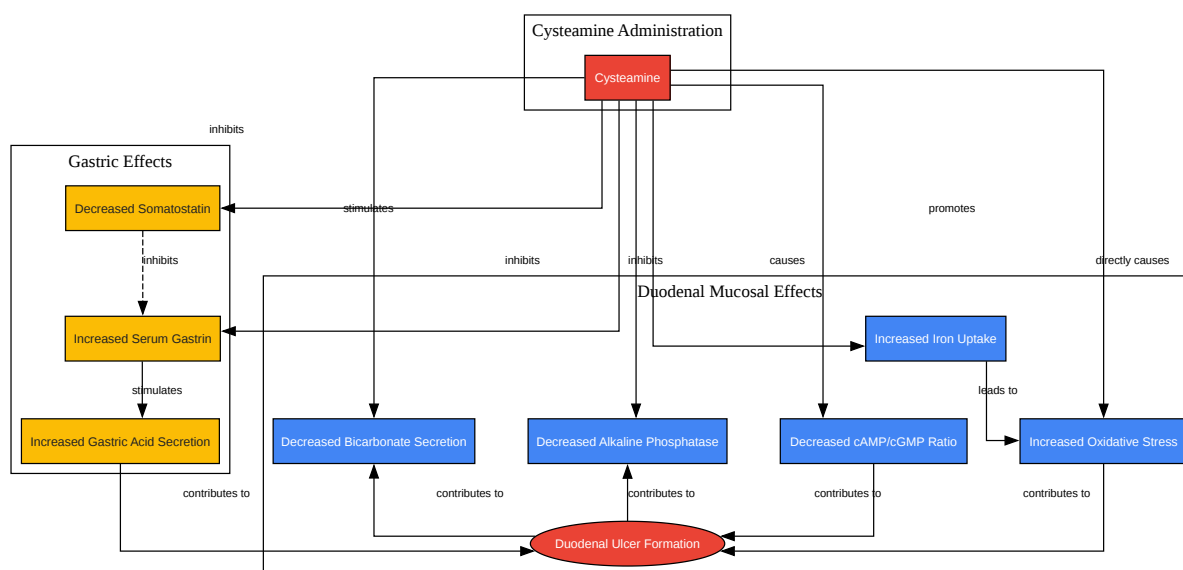 Cysteamine Administration
Cysteamine
inhibits
Gastric Effects
Decreased Somatostatin
stimulates
promotes
inhibits
inhibits
inhibits
causes
directly causes
Duodenal Mucosal Effects
Increased Serum Gastrin
Increased Iron Uptake
stimulates
leads to
Increased Gastric Acid Secretion
Decreased Bicarbonate Secretion
Decreased Alkaline Phosphatase
Decreased cAMP/cGMP Ratio
Increased Oxidative Stress
contributes to
contributes to
contributes to
contributes to
contributes to
Duodenal Ulcer Formation